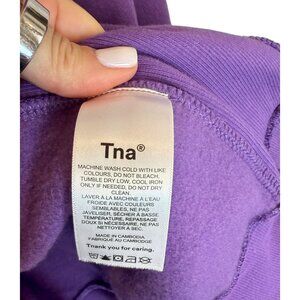 Tna®
MACHINE WASH COLD WITH LIKE
COLOURS, DO NOT BLEACH,
TUMBLE DRY LOW, COOL IRON
ONLY IF NEEDED, DO NOT DRY
CLEAN.
LAVER À LA MACHINE À L'EAU
FROIDE AVEC COULEURS
SEMBLABLES, NE PAS
JAVELISER, SÉCHER À BASSE
TEMPÉRATURE, REPASSAGE
DOUX SI NÉCESSAIRE, NE PAS
NETTOYER À SEC.
MADE IN CAMBODIA
FABRIQUÉ AU CAMBODGE
Thank you for caring.